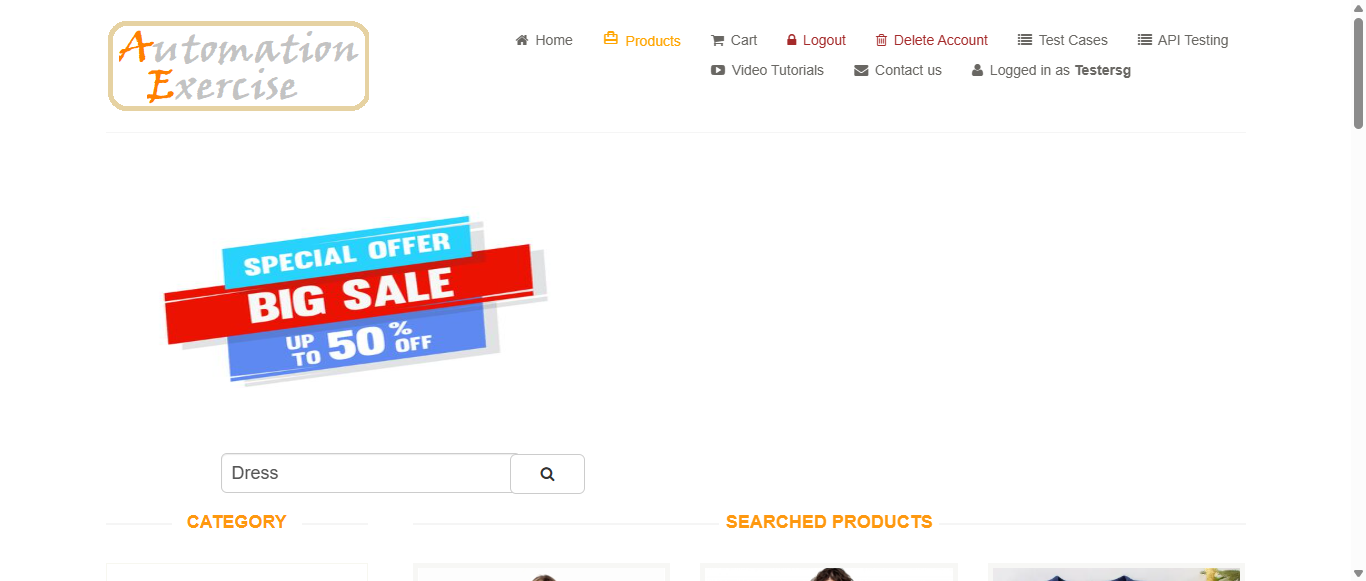 Automation
Exercise
Home Products Cart Logout Delete Account Test Cases API Testing
Video Tutorials Contact us Logged in as Testersg
SPECIAL OFFER
BIG SALE
UP TO 50% OFF
Dress
CATEGORY
SEARCHED PRODUCTS